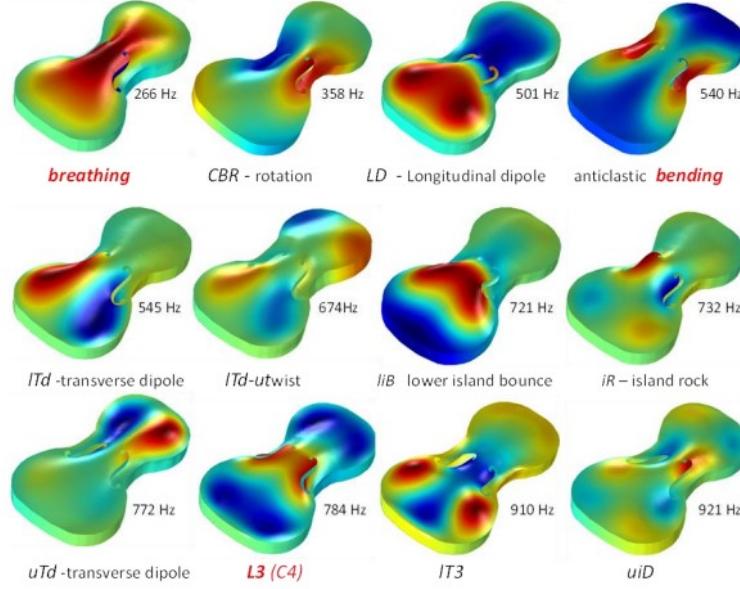 266 Hz
358 Hz
501 Hz
540 Hz
breathing
CBR - rotation
LD - Longitudinal dipole
anticlastic bending
545 Hz
674Hz
721 Hz
732 Hz
lTd -transverse dipole
lTd-utwist
liB lower island bounce
iR – island rock
772 Hz
784 Hz
910 Hz
921 Hz
uTd -transverse dipole
L3 (C4)
lT3
uiD